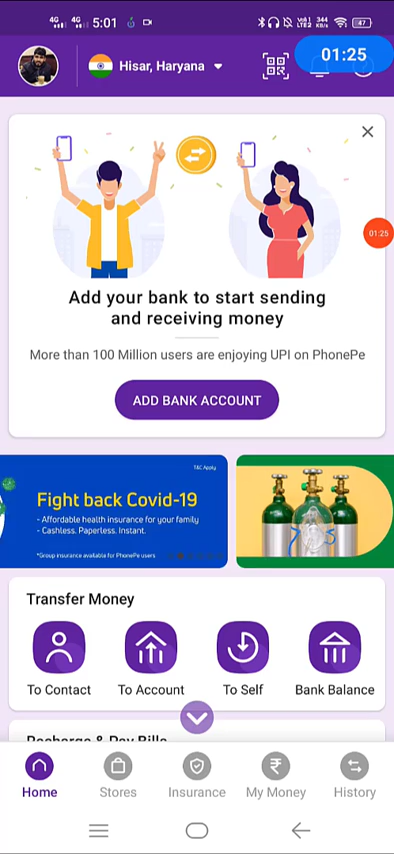 4G 4G 5:01 344 KB/s 47
01:25
Hisar, Haryana
01:25
Add your bank to start sending
and receiving money
More than 100 Million users are enjoying UPI on PhonePe
ADD BANK ACCOUNT
T&C Apply
Fight back Covid-19
- Affordable health insurance for your family
- Cashless. Paperless. Instant.
*Group insurance available for PhonePe users
Transfer Money
To Contact To Account To Self Bank Balance
Recharge & Pay Bills
Home Stores Insurance My Money History